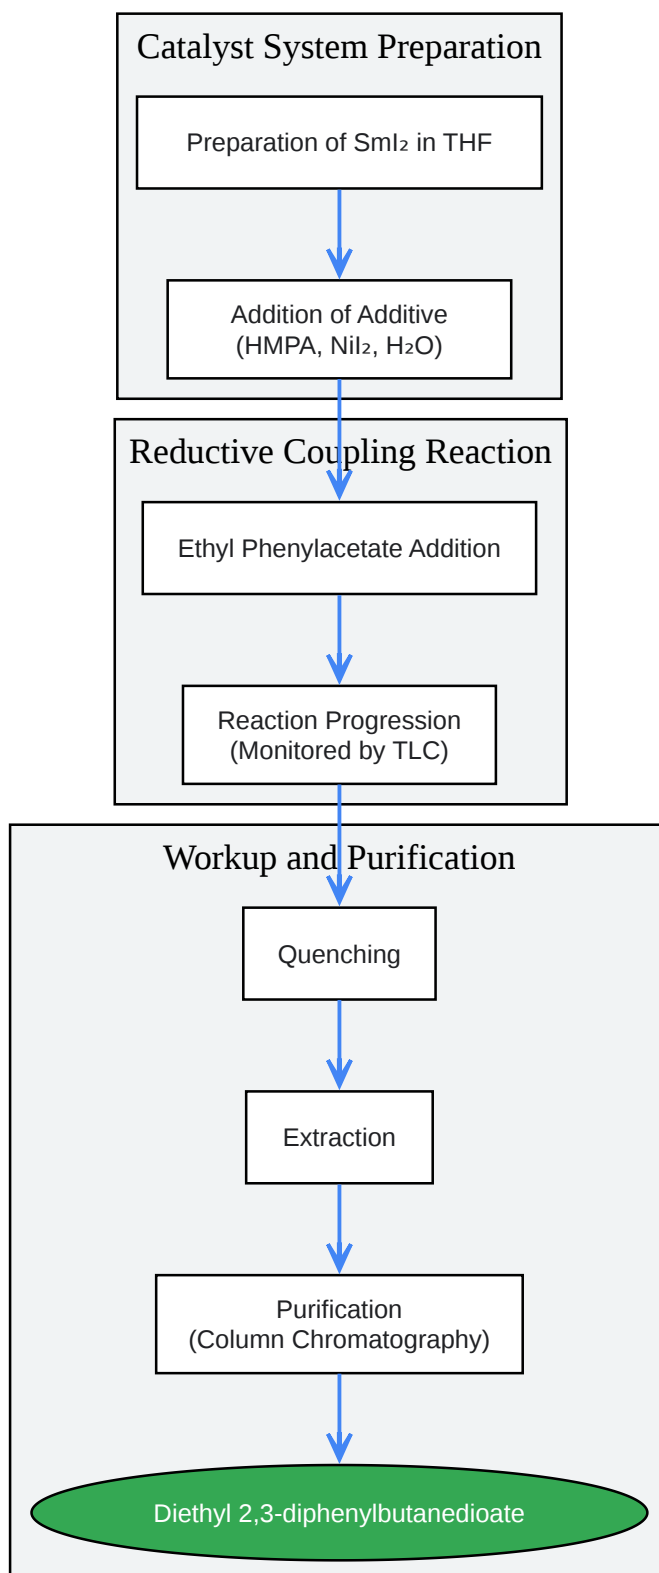 Catalyst System Preparation
Preparation of SmI₂ in THF
Addition of Additive
(HMPA, NiI₂, H₂O)
Reductive Coupling Reaction
Ethyl Phenylacetate Addition
Reaction Progression
(Monitored by TLC)
Workup and Purification
Quenching
Extraction
Purification
(Column Chromatography)
Diethyl 2,3-diphenylbutanedioate